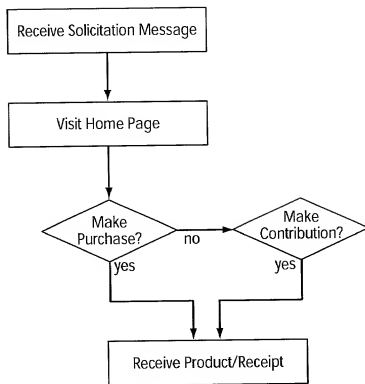 Receive Solicitation Message
Visit Home Page
Make
Purchase?
no
Make
Contribution?
yes
yes
Receive Product/Receipt